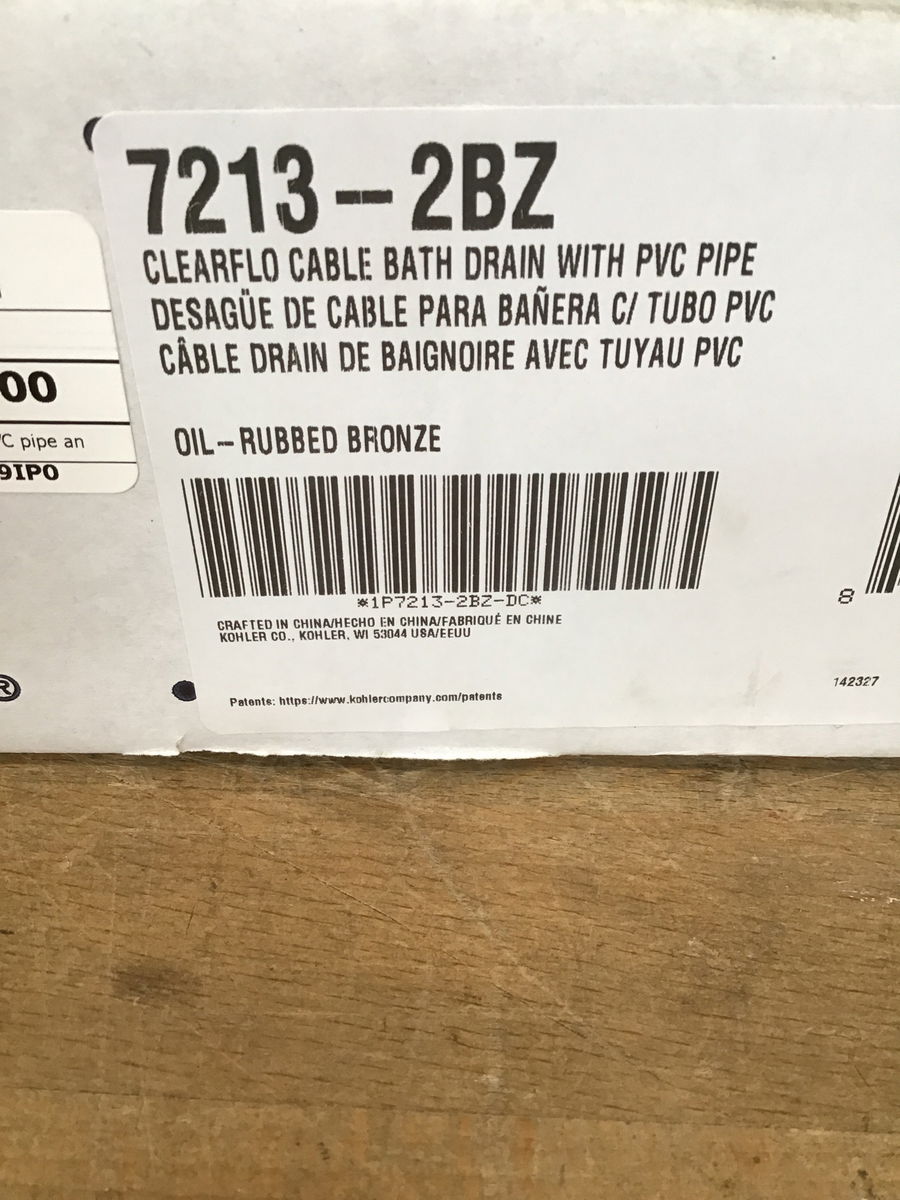 7213-2BZ
CLEARFLO CABLE BATH DRAIN WITH PVC PIPE
DESAGÜE DE CABLE PARA BAÑERA C/ TUBO PVC
CÂBLE DRAIN DE BAIGNOIRE AVEC TUYAU PVC
OIL-RUBBED BRONZE
*1P7213-2BZ-DC*
CRAFTED IN CHINA/HECHO EN CHINA/FABRIQUÉ EN CHINE
KOHLER CO., KOHLER, WI 53044 USA/EEUU
Patents: https://www.kohlercompany.com/patents
00
C pipe an
9IP0
®
8
142327